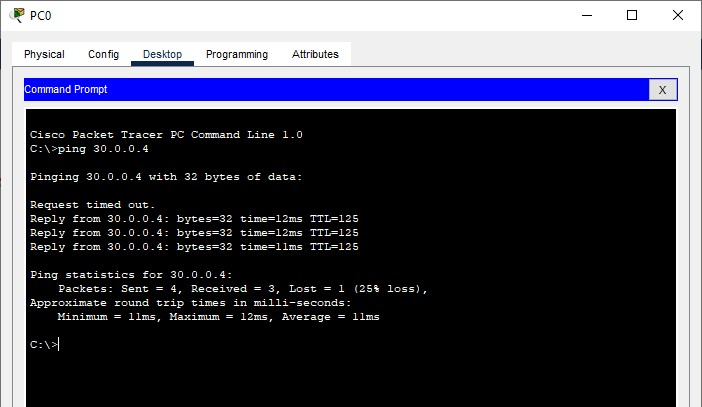 PC0
Physical Config Desktop Programming Attributes
Command Prompt
X
Cisco Packet Tracer PC Command Line 1.0
C:\>ping 30.0.0.4
Pinging 30.0.0.4 with 32 bytes of data:
Request timed out.
Reply from 30.0.0.4: bytes=32 time=12ms TTL=125
Reply from 30.0.0.4: bytes=32 time=12ms TTL=125
Reply from 30.0.0.4: bytes=32 time=11ms TTL=125
Ping statistics for 30.0.0.4:
Packets: Sent = 4, Received = 3, Lost = 1 (25% loss),
Approximate round trip times in milli-seconds:
Minimum = 11ms, Maximum = 12ms, Average = 11ms
C:\>